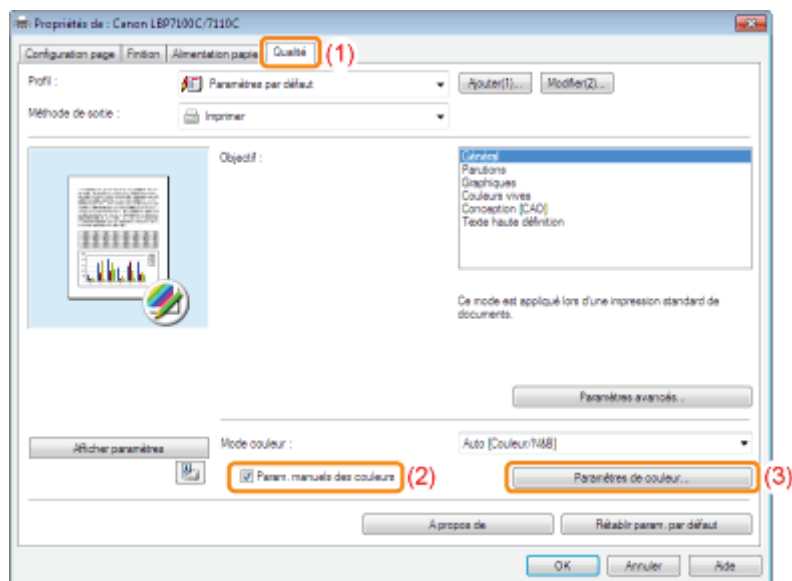 Propriétés de : Canon LBP7100C/7110C
Configuration page Finition Alimentation papie Qualité (1)
Profil : Paramètres par défaut Ajouter(1)... Modifier(2)...
Méthode de sortie : Imprimer
Objectif : Général
Parutions
Graphiques
Couleurs vives
Conception [CAO]
Texte haute définition
Ce mode est appliqué lors d'une impression standard de
documents.
Paramètres avancés...
Afficher paramètres Mode couleur : Auto [Couleur/N&B]
Param. manuels des couleurs (2) Paramètres de couleur... (3)
A propos de Rétablir param. par défaut
OK Annuler Aide